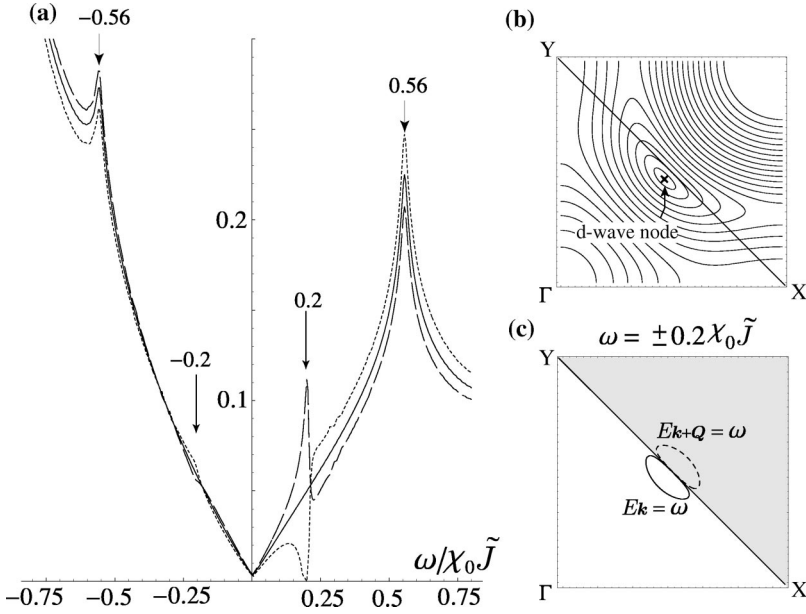 (a)
−0.56
0.56
0.2
0.2
−0.2
0.1
ω/χ₀J̃
−0.75
−0.5
−0.25
0.25
0.5
0.75
(b)
Y
d-wave node
Γ
X
(c)
ω = ±0.2χ₀J̃
Y
Eₖ₊Q = ω
Eₖ = ω
Γ
X